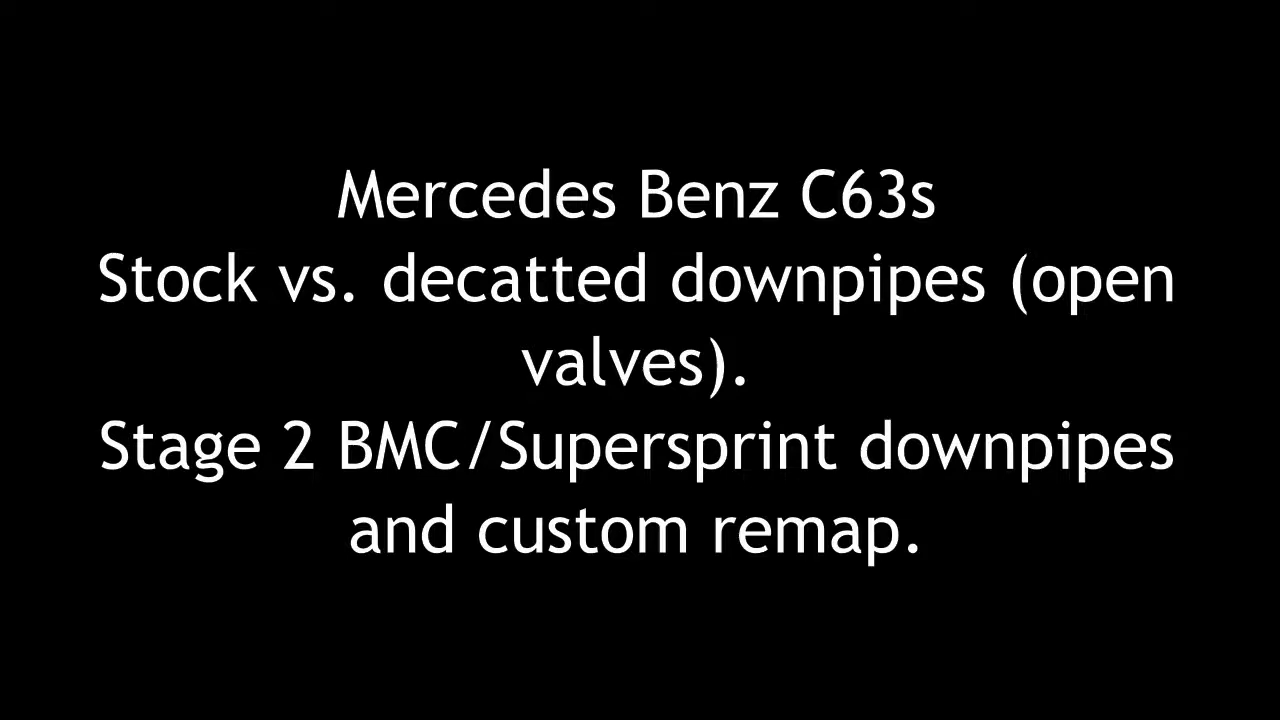 Mercedes Benz C63s
Stock vs. decatted downpipes (open
valves).
Stage 2 BMC/Supersprint downpipes
and custom remap.